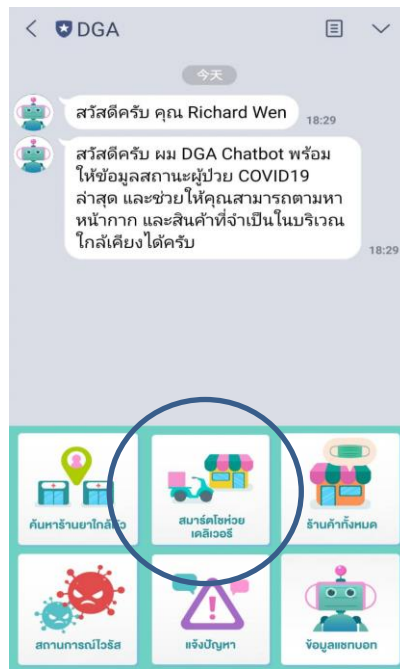 DGA
今天
สวัสดีครับ คุณ Richard Wen
18:29
สวัสดีครับ ผม DGA Chatbot พร้อม
ให้ข้อมูลสถานะผู้ป่วย COVID19
ล่าสุด และช่วยให้คุณสามารถตามหา
หน้ากาก และสินค้าที่จำเป็นในบริเวณ
ใกล้เคียงได้ครับ
18:29
ค้นหาร้านยาใกล้ตัว
สมาร์ตโชห่วย
เดลิเวอรี
ร้านค้าทั้งหมด
สถานการณ์ไวรัส
แจ้งปัญหา
ข้อมูลแชทบอท